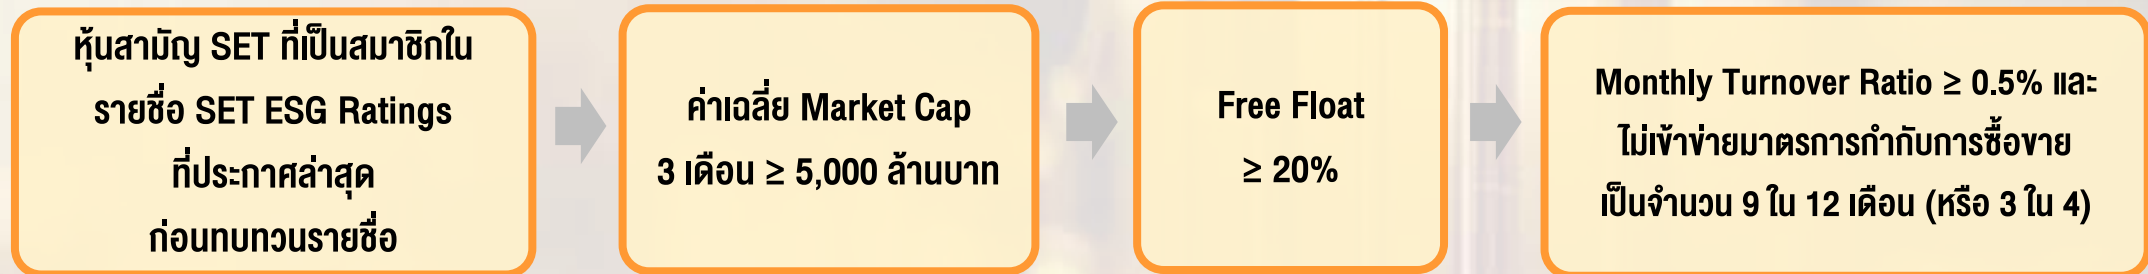 หุ้นสามัญ SET ที่เป็นสมาชิกใน
รายชื่อ SET ESG Ratings
ที่ประกาศล่าสุด
ก่อนทบทวนรายชื่อ
ค่าเฉลี่ย Market Cap
3 เดือน ≥ 5,000 ล้านบาท
Free Float
≥ 20%
Monthly Turnover Ratio ≥ 0.5% และ
ไม่เข้าข่ายมาตรการกำกับการซื้อขาย
เป็นจำนวน 9 ใน 12 เดือน (หรือ 3 ใน 4)